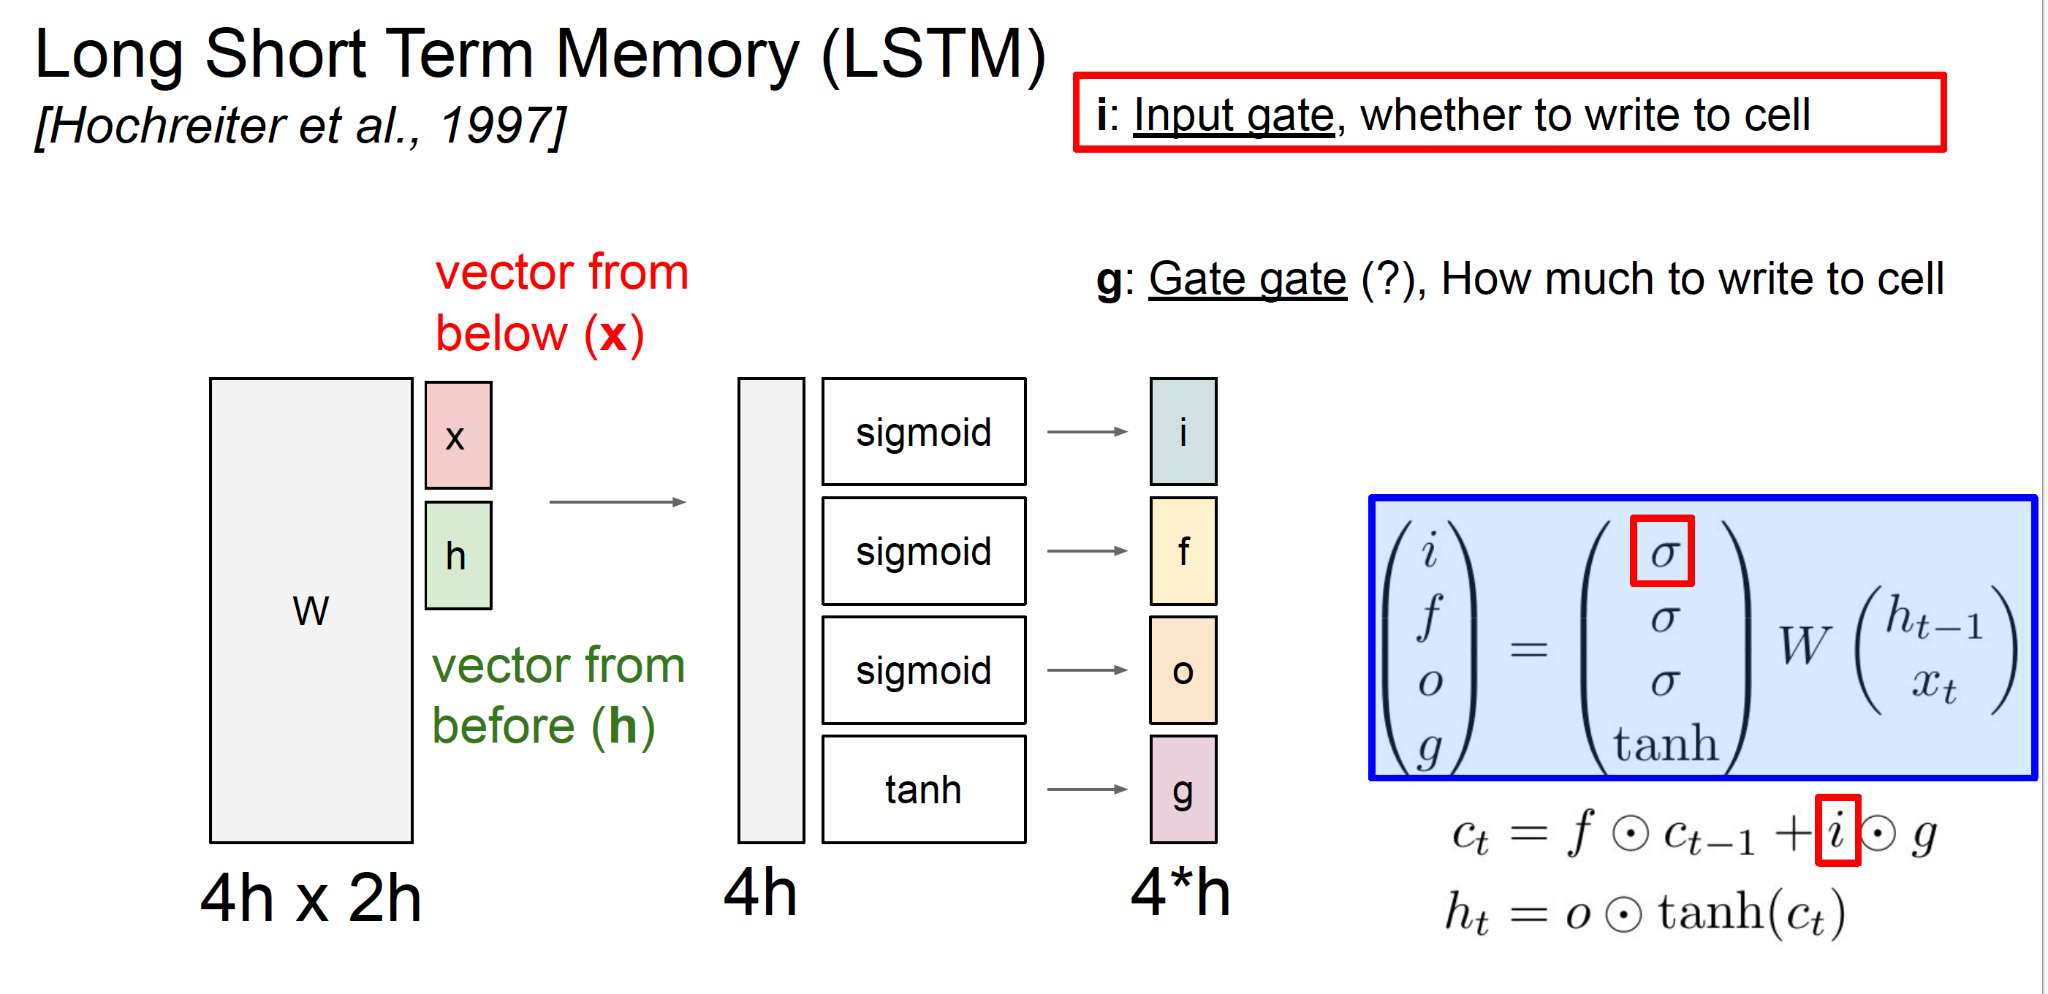 Long Short Term Memory (LSTM)
[Hochreiter et al., 1997]
i: Input gate, whether to write to cell
g: Gate gate (?), How much to write to cell
vector from
below (x)
x
h
W
vector from
before (h)
4h x 2h
sigmoid
sigmoid
sigmoid
tanh
4h
i
f
o
g
4*h
i
f
o
g
=
σ
σ
σ
tanh
W
h_{t-1}
x_t
c_t = f ⊙ c_{t-1} + i ⊙ g
h_t = o ⊙ tanh(c_t)